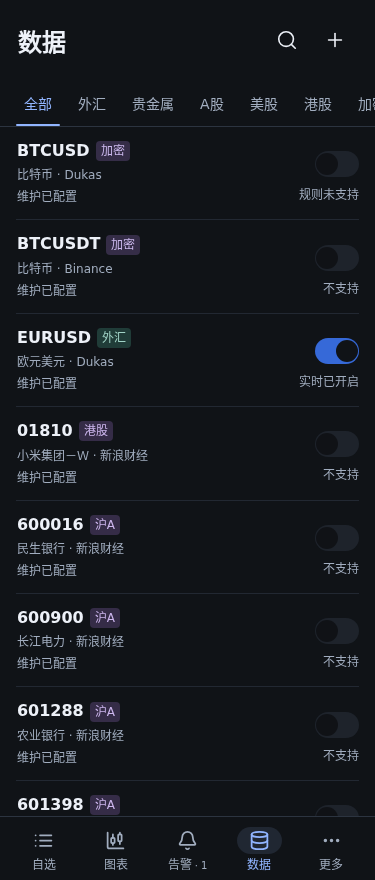 数据
全部 外汇 贵金属 A股 美股 港股
BTCUSD 加密
比特币 · Dukas
维护已配置
规则未支持
BTCUSDT 加密
比特币 · Binance
维护已配置
不支持
EURUSD 外汇
欧元美元 · Dukas
维护已配置
实时已开启
01810 港股
小米集团－W · 新浪财经
维护已配置
不支持
600016 沪A
民生银行 · 新浪财经
维护已配置
不支持
600900 沪A
长江电力 · 新浪财经
维护已配置
不支持
601288 沪A
农业银行 · 新浪财经
维护已配置
不支持
601398 沪A
自选 图表 告警 · 1 数据 更多